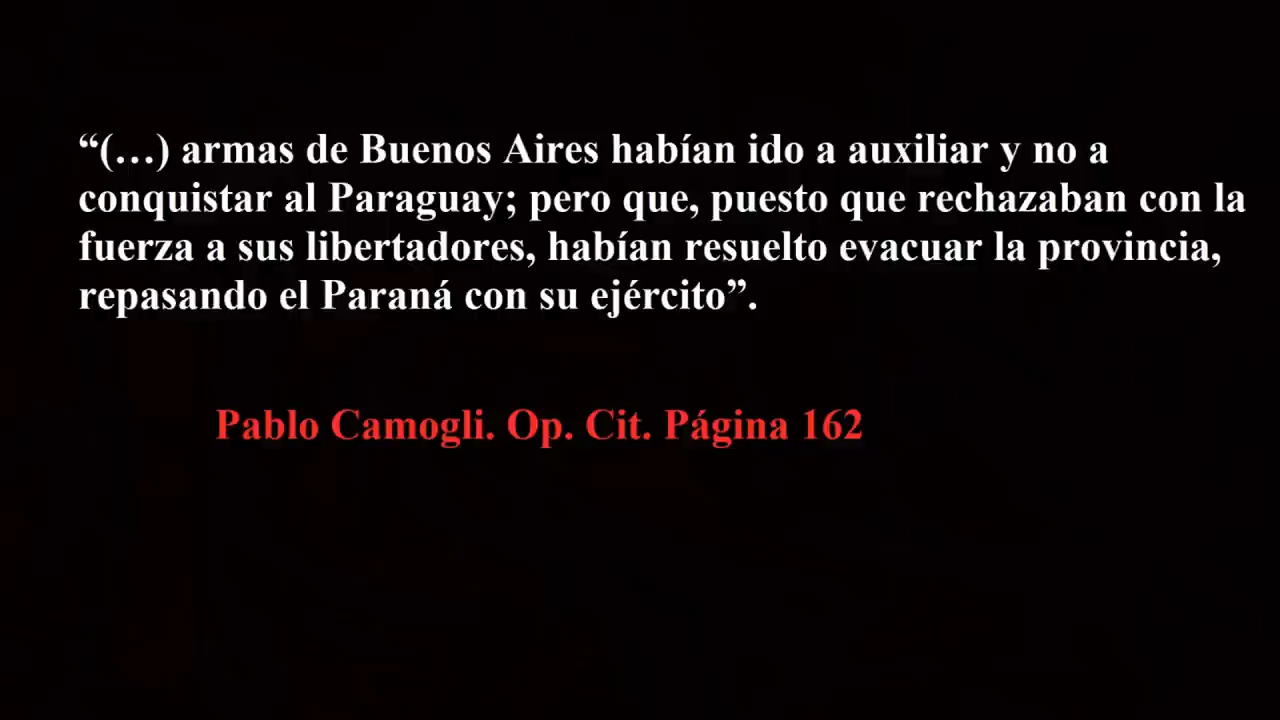 “(…) armas de Buenos Aires habían ido a auxiliar y no a
conquistar al Paraguay; pero que, puesto que rechazaban con la
fuerza a sus libertadores, habían resuelto evacuar la provincia,
repasando el Paraná con su ejército”.
Pablo Camogli. Op. Cit. Página 162